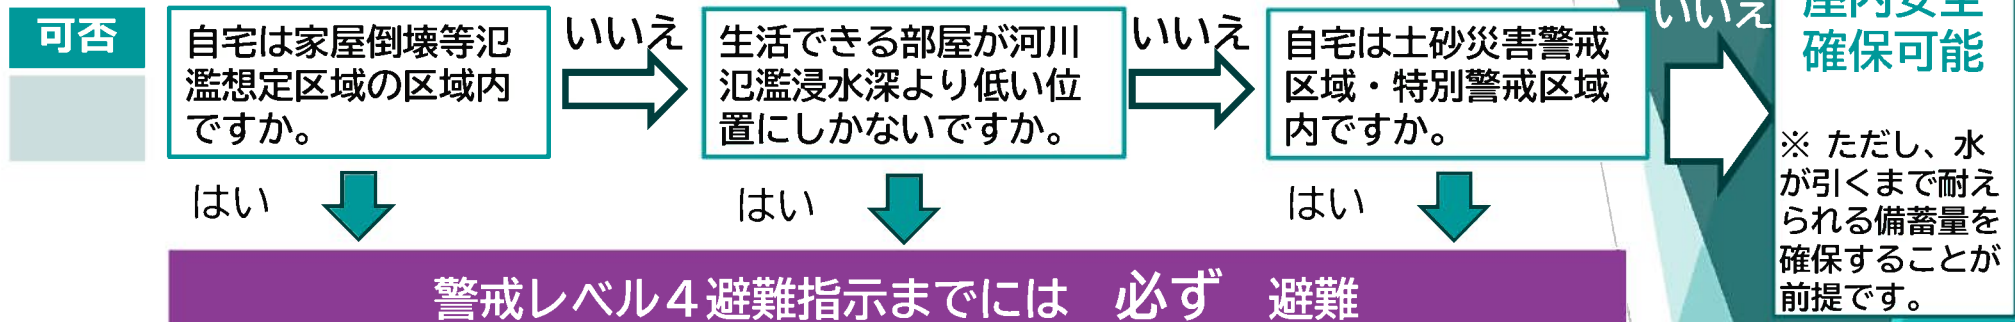 可否
自宅は家屋倒壊等氾
濫想定区域の区域内
ですか。
いいえ
生活できる部屋が河川
氾濫浸水深より低い位
置にしかないですか。
いいえ
自宅は土砂災害警戒
区域・特別警戒区域
内ですか。
いいえ
屋内安全
確保可能
※ ただし、水
が引くまで耐え
られる備蓄量を
確保することが
前提です。
はい
はい
はい
警戒レベル４避難指示までには 必ず 避難